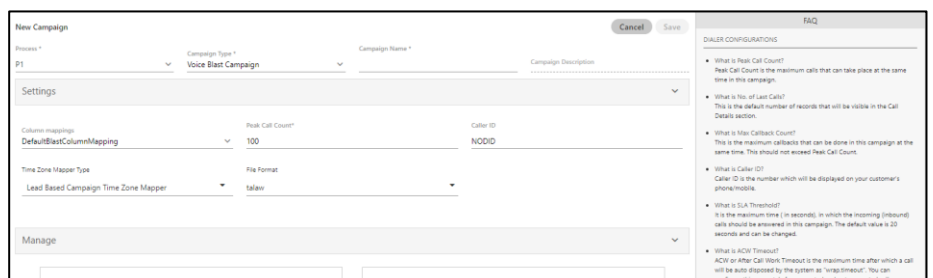 New Campaign
Cancel
Save
Process *
P1
Campaign Type *
Voice Blast Campaign
Campaign Name *
Campaign Description
Settings
Column mappings
DefaultBlastColumnMapping
Peak Call Count*
100
Caller ID
NODID
Time Zone Mapper Type
Lead Based Campaign Time Zone Mapper
File Format
talaw
Manage
FAQ
DIALER CONFIGURATIONS
What is Peak Call Count?
Peak Call Count is the maximum calls that can take place at the same
time in this campaign.
What is No. of Last Calls?
This is the default number of records that will be visible in the Call
Details section.
What is Max Callback Count?
This is the maximum callbacks that can be done in this campaign at the
same time. This should not exceed Peak Call Count.
What is Caller ID?
Caller ID is the number which will be displayed on your customer's
phone/mobile.
What is SLA Threshold?
It is the maximum time ( in seconds), in which the incoming (inbound)
calls should be answered in this campaign. The default value is 20
seconds and can be changed.
What is ACW Timeout?
ACW or After Call Work Timeout is the maximum time after which a call
will be auto disposed by the system as "wrap.timeout". You can